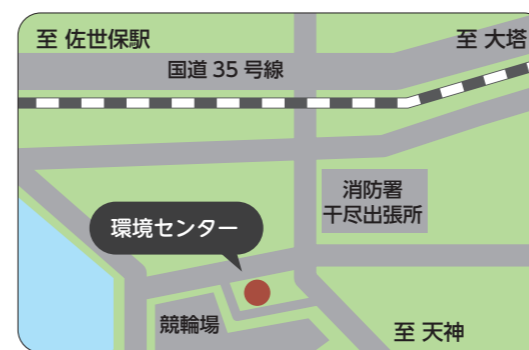 至 佐世保駅
至 大塔
国道 35 号線
消防署
干尽出張所
環境センター
競輪場
至 天神